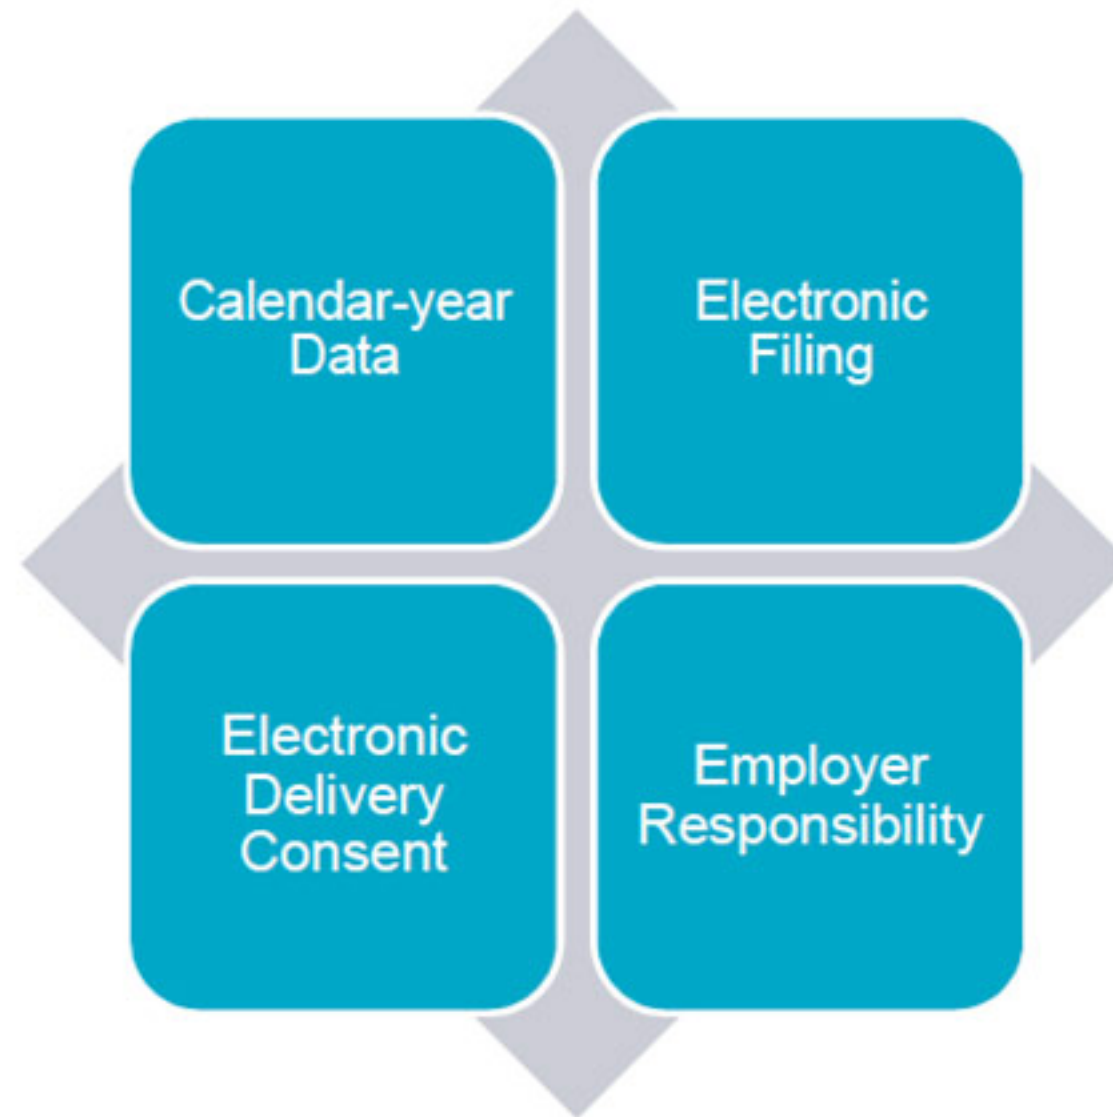 Calendar-year
Data
Electronic
Filing
Electronic
Delivery
Consent
Employer
Responsibility